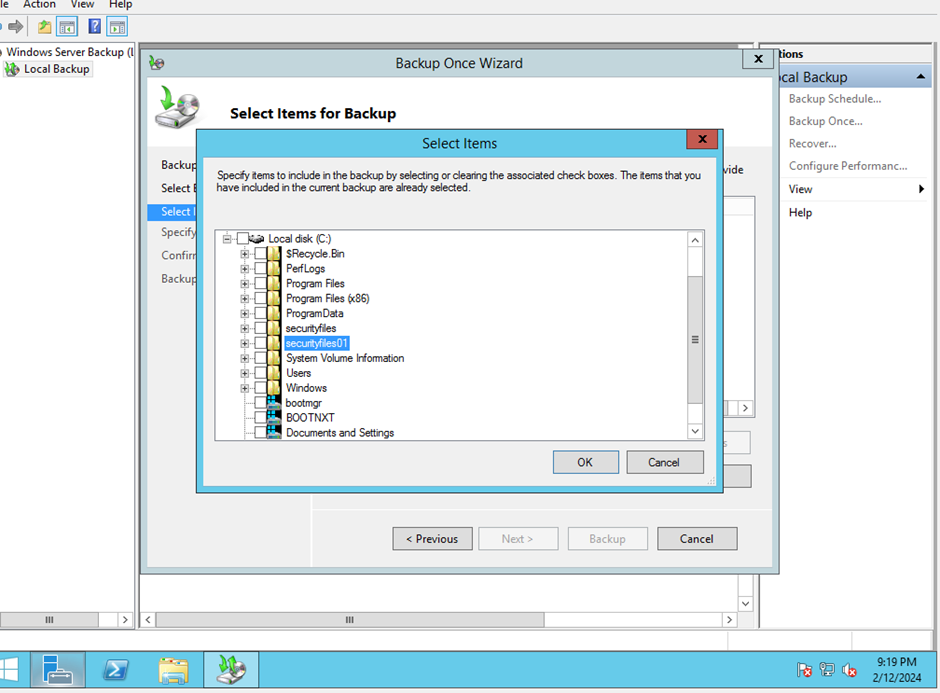 le Action View Help
Windows Server Backup (L
Local Backup
Backup Once Wizard
x
Select Items for Backup
Backup
Select B
Select I
Specify
Confirm
Backup
vide
Select Items
x
Specify items to include in the backup by selecting or clearing the associated check boxes. The items that you
have included in the current backup are already selected.
Local disk (C:)
$Recycle.Bin
PerfLogs
Program Files
Program Files (x86)
ProgramData
securityfiles
securityfiles01
System Volume Information
Users
Windows
bootmgr
BOOTNXT
Documents and Settings
OK Cancel
s
< Previous Next > Backup Cancel
tions
cal Backup
Backup Schedule...
Backup Once...
Recover...
Configure Performanc...
View
Help
9:19 PM
2/12/2024